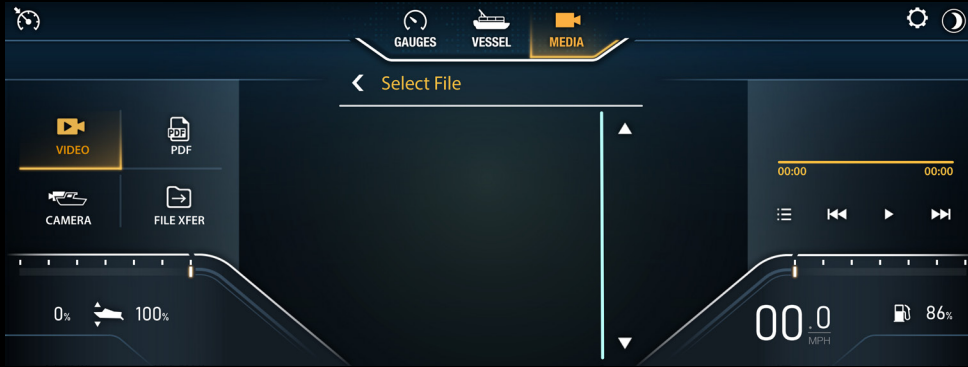 GAUGES VESSEL MEDIA
Select File
VIDEO
PDF
PDF
CAMERA
FILE XFER
00:00 00:00
0%
100%
00.0
MPH
86%